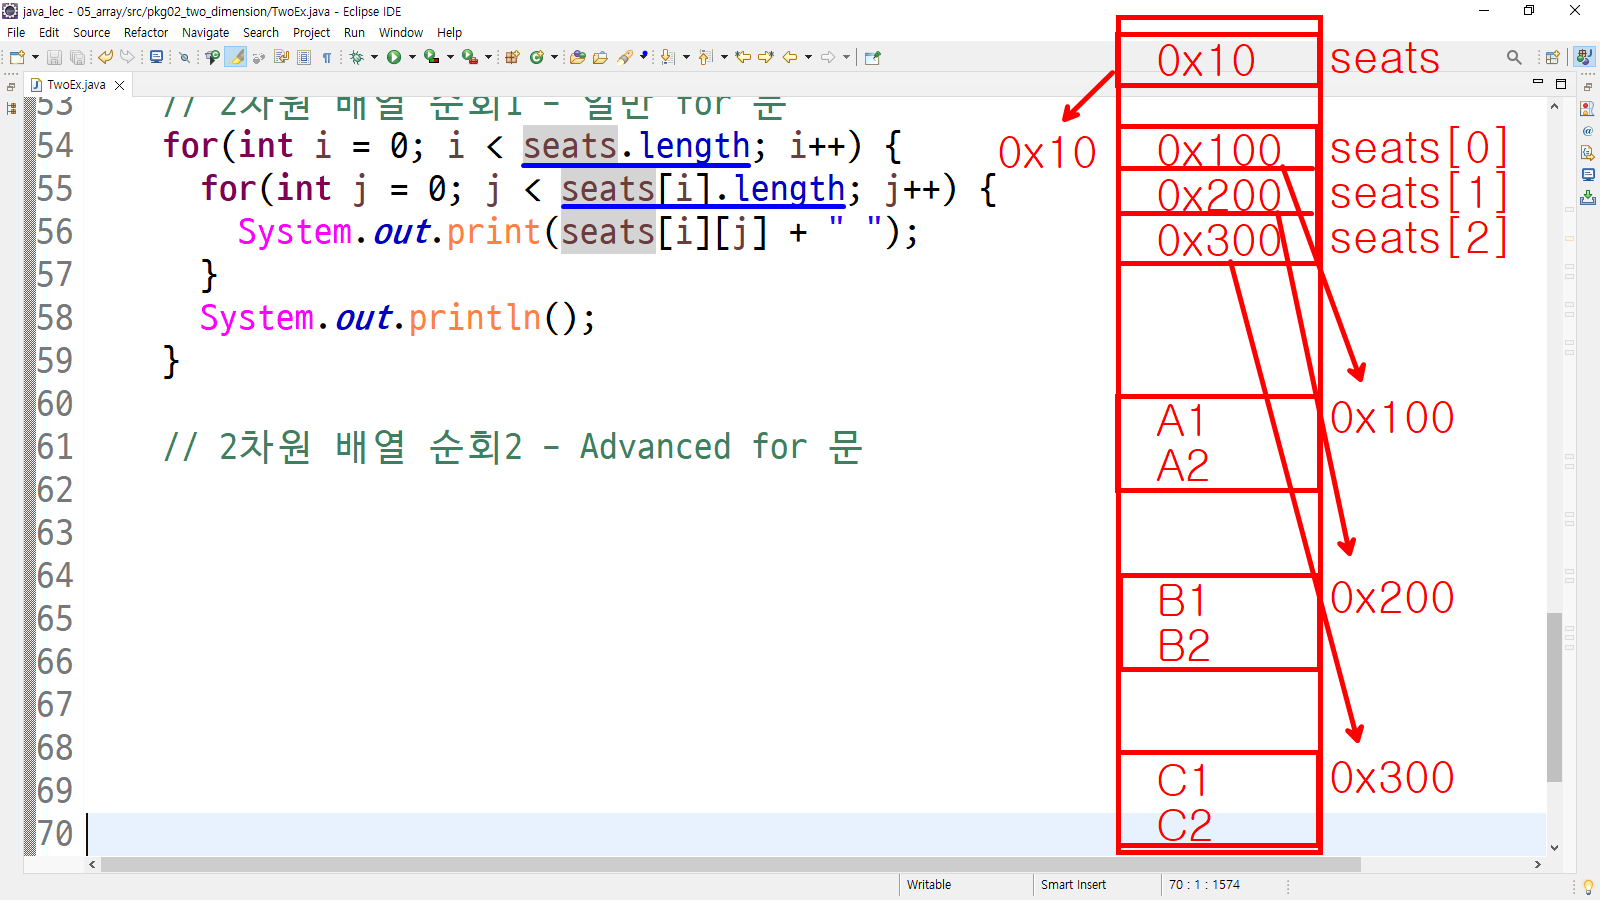 java_lec - 05_array/src/pkg02_two_dimension/TwoEx.java - Eclipse IDE
File Edit Source Refactor Navigate Search Project Run Window Help
TwoEx.java
53 // 2차원 배열 순회1 - 일반 for 문
54 for(int i = 0; i < seats.length; i++) {
55 for(int j = 0; j < seats[i].length; j++) {
56 System.out.print(seats[i][j] + " ");
57 }
58 System.out.println();
59 }
60
61 // 2차원 배열 순회2 - Advanced for 문
62
63
64
65
66
67
68
69
70
0x10 seats
0x10
0x100 seats[0]
0x200 seats[1]
0x300 seats[2]
A1 0x100
A2
B1 0x200
B2
C1 0x300
C2
Writable Smart Insert 70 : 1 : 1574